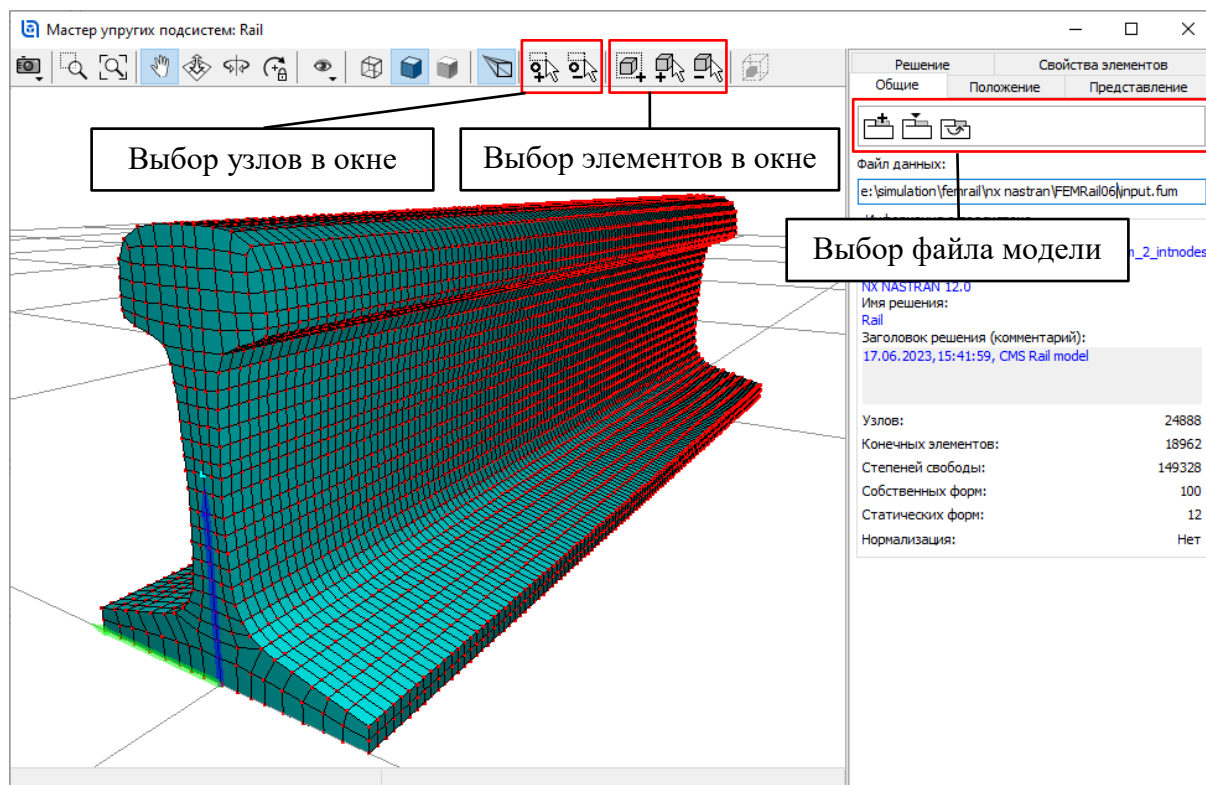 Мастер упругих подсистем: Rail
Решение
Свойства элементов
Общие
Положение
Представление
Выбор узлов в окне
Выбор элементов в окне
Файл данных:
e:\simulation\femrail\nx nastran\FEMRail06\input.fum
Выбор файла модели
m_2_intnodes
NX NASTRAN 12.0
Имя решения:
Rail
Заголовок решения (комментарий):
17.06.2023,15:41:59, CMS Rail model
Узлов: 24888
Конечных элементов: 18962
Степеней свободы: 149328
Собственных форм: 100
Статических форм: 12
Нормализация: Нет